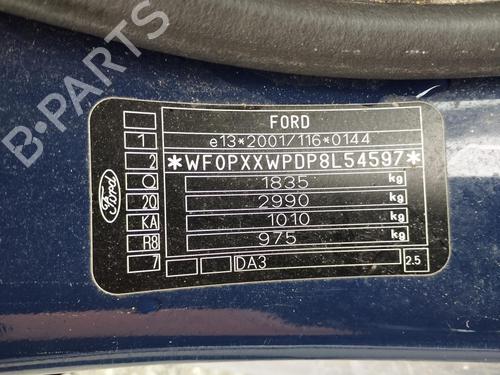 B-PARTS
FORD
1 e13*2001/116*0144
2 *WF0PXXWPDP8L54597*
Q 1835 kg
2Q 2990 kg
KA 1010 kg
R8 975 kg
7 DA3 2.5
Ford